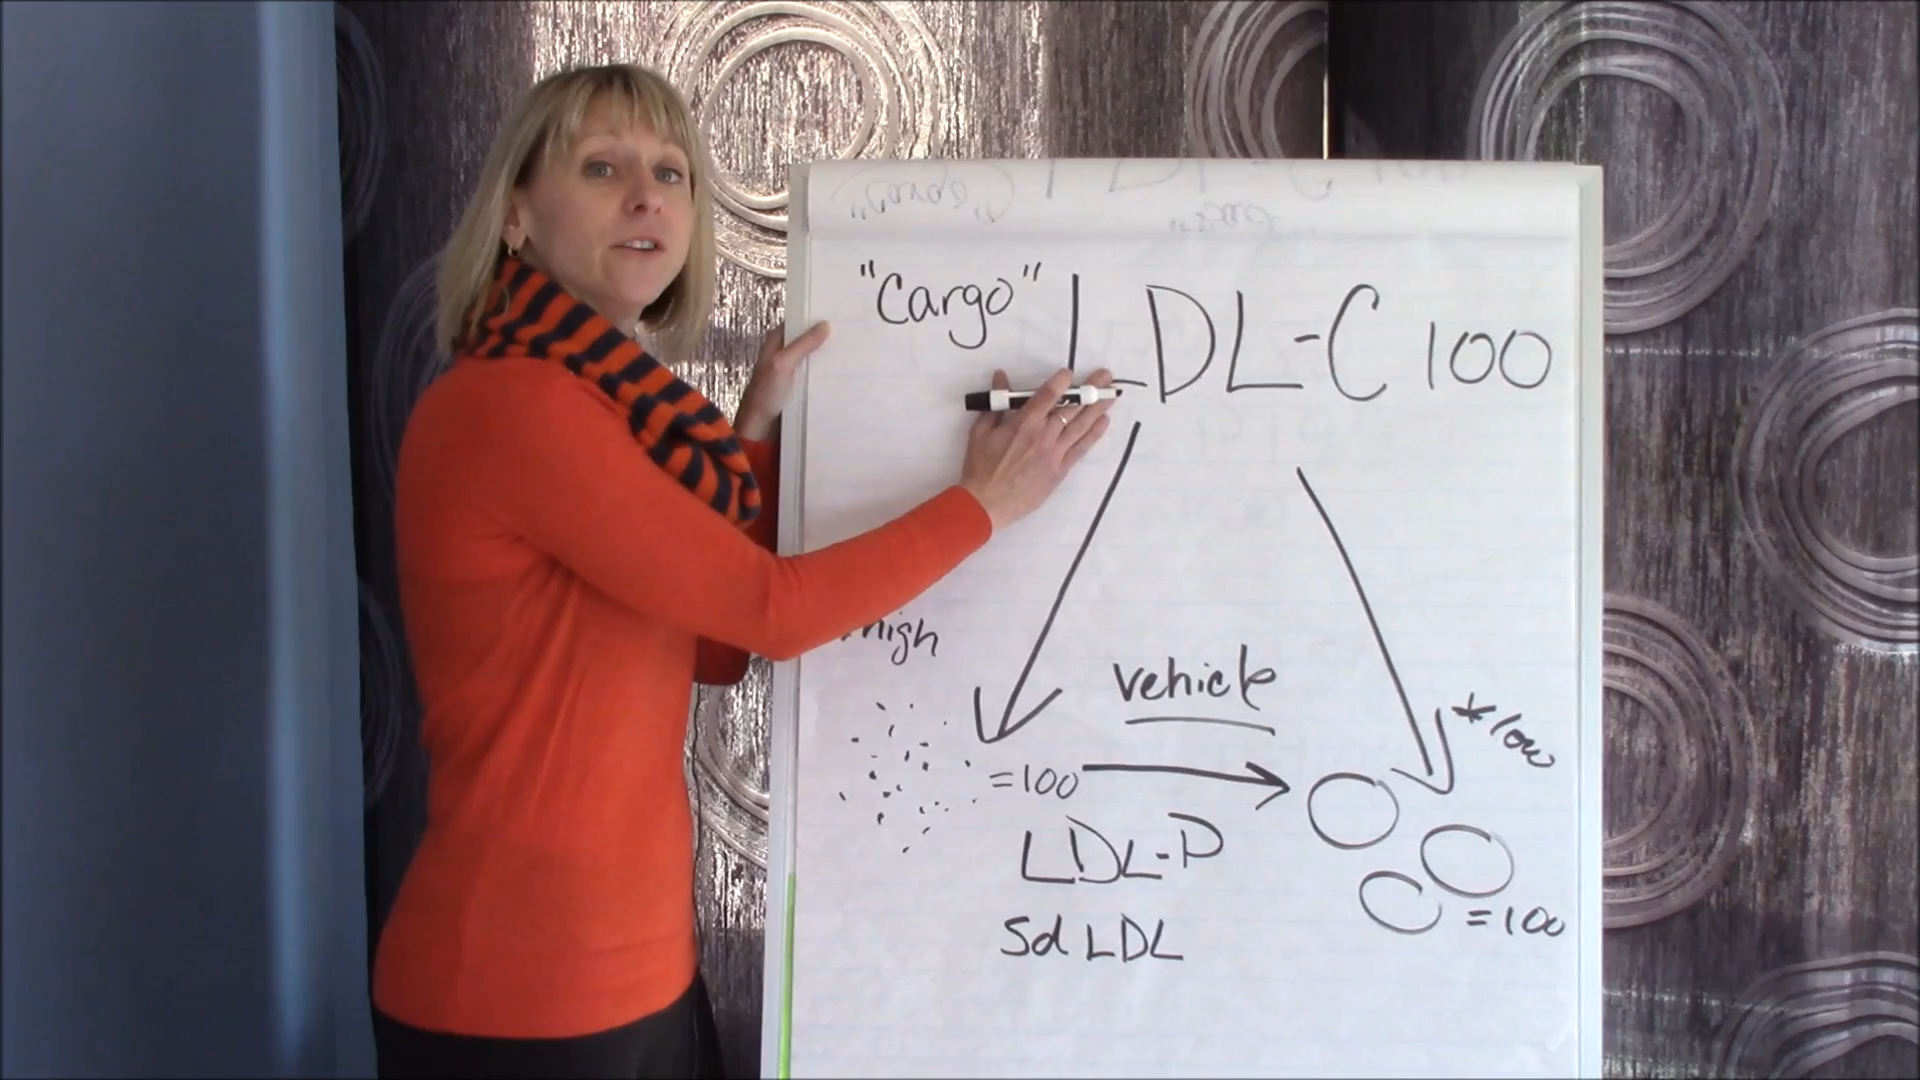 "Cargo" LDL-C 100
high
vehicle
*low
=100
LDL-P
=100
Sd LDL